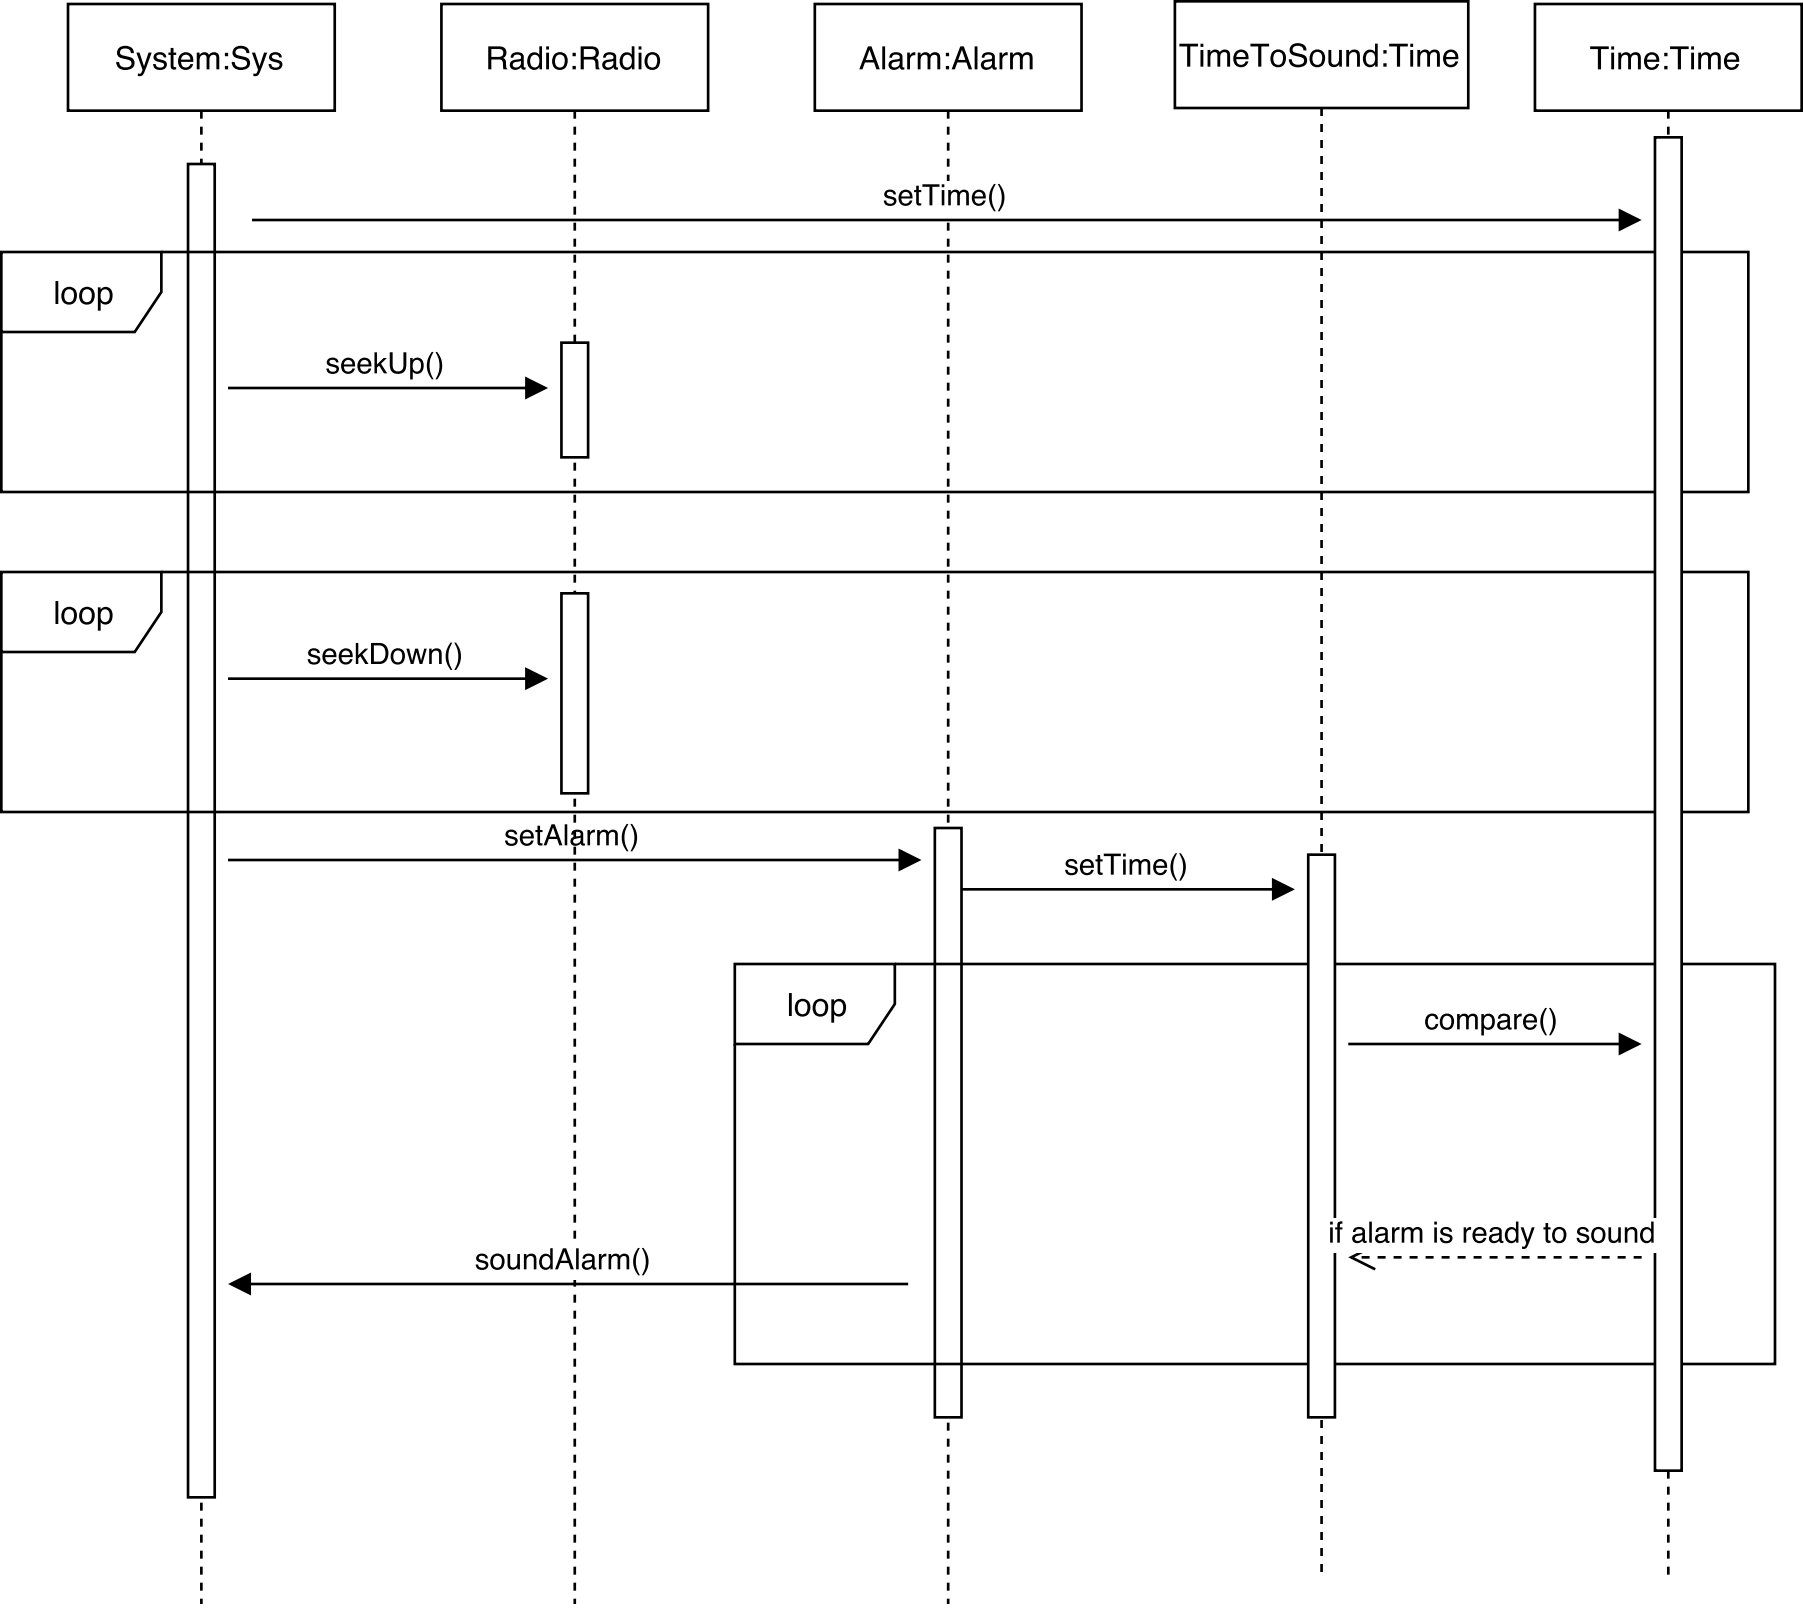 System:Sys
Radio:Radio
Alarm:Alarm
TimeToSound:Time
Time:Time
setTime()
loop
seekUp()
loop
seekDown()
setAlarm()
setTime()
loop
compare()
if alarm is ready to sound
soundAlarm()